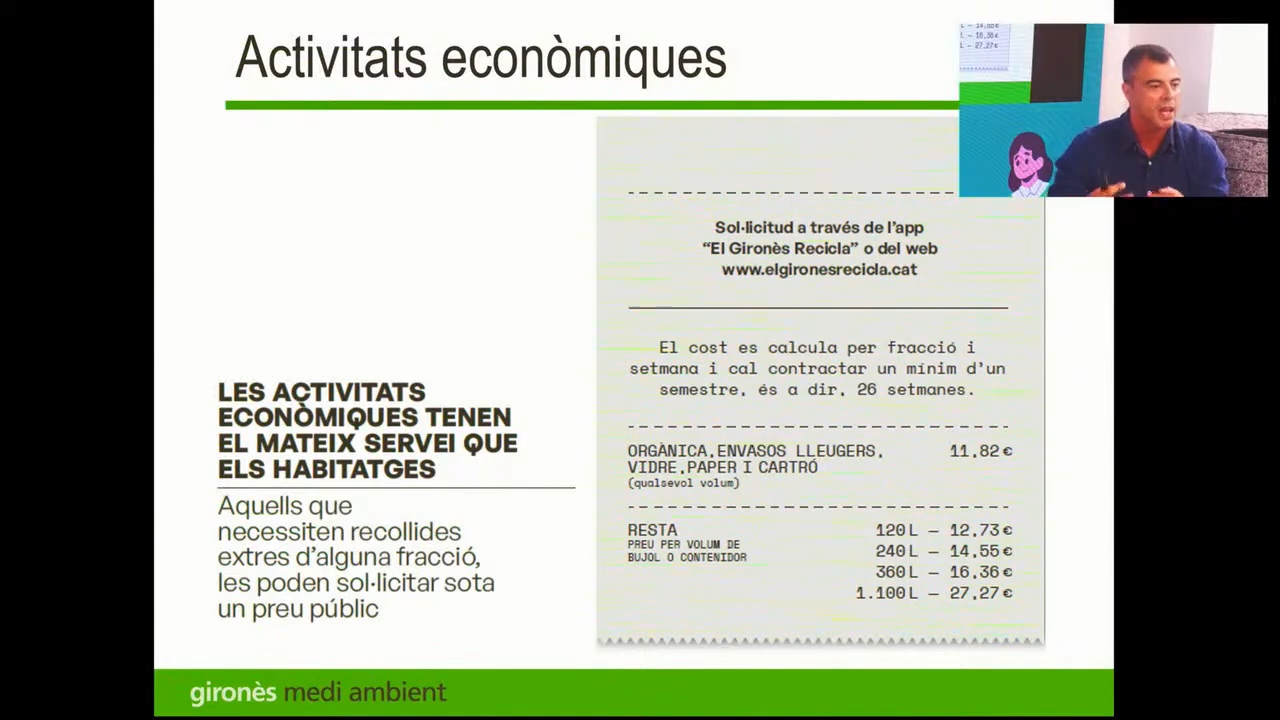 Activitats econòmiques
L - 16,36€
L - 27,27€
Sol·licitud a través de l'app
“El Gironès Recicla” o del web
www.elgironesrecicla.cat
El cost es calcula per fracció i
setmana i cal contractar un mínim d'un
semestre, és a dir, 26 setmanes.
LES ACTIVITATS
ECONÒMIQUES TENEN
EL MATEIX SERVEI QUE
ELS HABITATGES
Aquells que
necessiten recollides
extres d'alguna fracció,
les poden sol·licitar sota
un preu públic
ORGÀNICA,ENVASOS LLEUGERS, 11,82€
VIDRE,PAPER I CARTRÓ
(qualsevol volum)
RESTA 120L – 12,73€
PREU PER VOLUM DE 240L – 14,55€
BUJOL O CONTENIDOR 360L – 16,36€
1.100L – 27,27€
gironès medi ambient